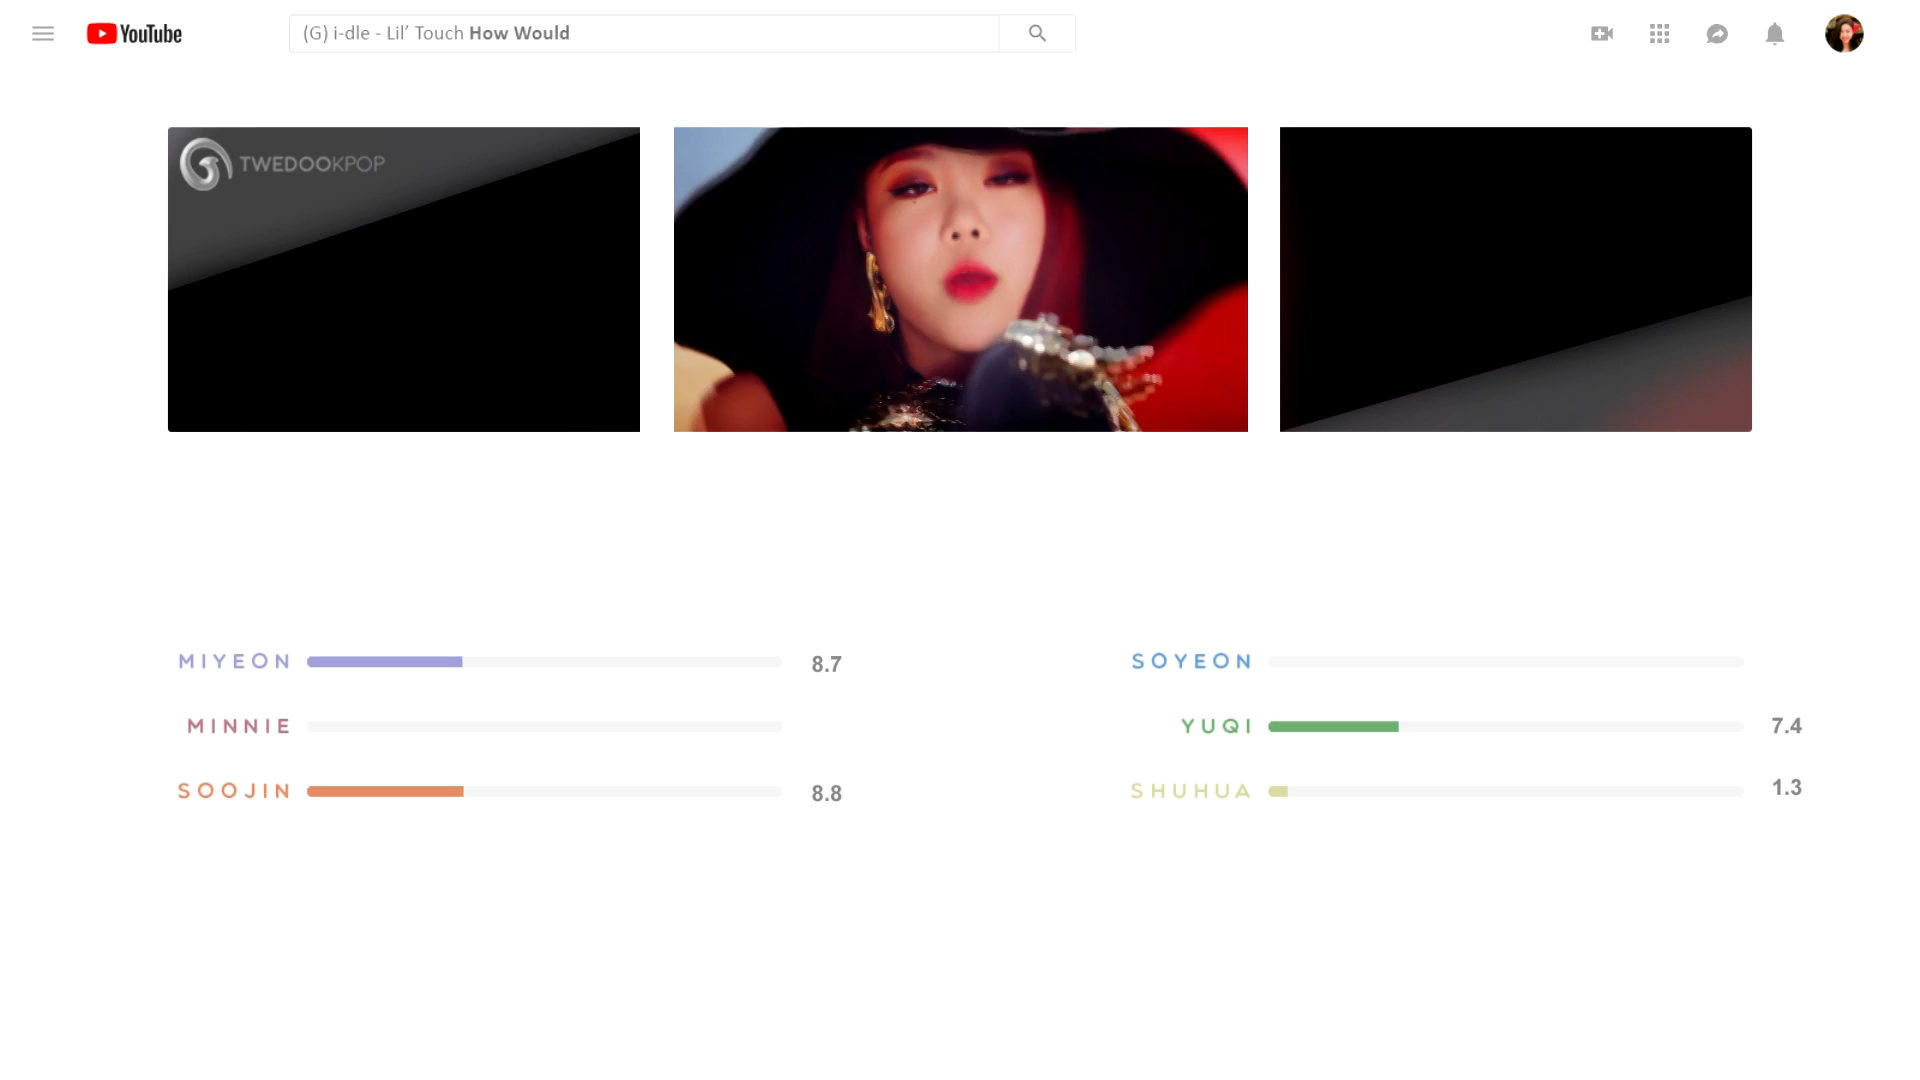 YouTube
(G) i-dle - Lil' Touch How Would
TWEDOOKPOP
MIYEON 8.7
SOYEON
MINNIE
YUQI 7.4
SOOJIN 8.8
SHUHUA 1.3